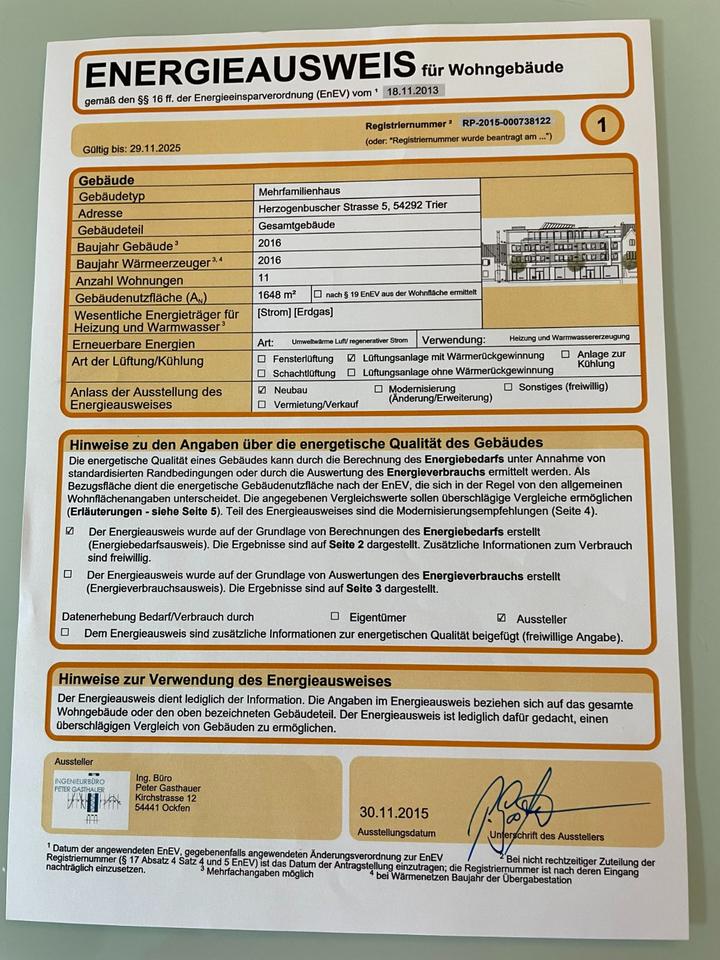 ENERGIEAUSWEIS für Wohngebäude
gemäß den §§ 16 ff. der Energieeinsparverordnung (EnEV) vom ¹ 18.11.2013
Gültig bis: 29.11.2025
Registriernummer ² RP-2015-000738122
(oder: "Registriernummer wurde beantragt am ...")
1
Gebäude
Gebäudetyp Mehrfamilienhaus
Adresse Herzogenbuscher Strasse 5, 54292 Trier
Gebäudeteil Gesamtgebäude
Baujahr Gebäude ³ 2016
Baujahr Wärmeerzeuger ³, ⁴ 2016
Anzahl Wohnungen 11
Gebäudenutzfläche (AN) 1648 m² ☐ nach § 19 EnEV aus der Wohnfläche ermittelt
Wesentliche Energieträger für
Heizung und Warmwasser ³ [Strom] [Erdgas]
Erneuerbare Energien Art: Umweltwärme Luft/ regenerativer Strom Verwendung: Heizung und Warmwassererzeugung
Art der Lüftung/Kühlung ☐ Fensterlüftung ☑ Lüftungsanlage mit Wärmerückgewinnung ☐ Anlage zur
Kühlung
☐ Schachtlüftung ☐ Lüftungsanlage ohne Wärmerückgewinnung
Anlass der Ausstellung des
Energieausweises ☑ Neubau ☐ Modernisierung
(Änderung/Erweiterung) ☐ Sonstiges (freiwillig)
☐ Vermietung/Verkauf
Hinweise zu den Angaben über die energetische Qualität des Gebäudes
Die energetische Qualität eines Gebäudes kann durch die Berechnung des Energiebedarfs unter Annahme von
standardisierten Randbedingungen oder durch die Auswertung des Energieverbrauchs ermittelt werden. Als
Bezugsfläche dient die energetische Gebäudenutzfläche nach der EnEV, die sich in der Regel von den allgemeinen
Wohnflächenangaben unterscheidet. Die angegebenen Vergleichswerte sollen überschlägige Vergleiche ermöglichen
(Erläuterungen - siehe Seite 5). Teil des Energieausweises sind die Modernisierungsempfehlungen (Seite 4).
☑ Der Energieausweis wurde auf der Grundlage von Berechnungen des Energiebedarfs erstellt
(Energiebedarfsausweis). Die Ergebnisse sind auf Seite 2 dargestellt. Zusätzliche Informationen zum Verbrauch
sind freiwillig.
☐ Der Energieausweis wurde auf der Grundlage von Auswertungen des Energieverbrauchs erstellt
(Energieverbrauchsausweis). Die Ergebnisse sind auf Seite 3 dargestellt.
Datenerhebung Bedarf/Verbrauch durch ☐ Eigentümer ☑ Aussteller
☐ Dem Energieausweis sind zusätzliche Informationen zur energetischen Qualität beigefügt (freiwillige Angabe).
Hinweise zur Verwendung des Energieausweises
Der Energieausweis dient lediglich der Information. Die Angaben im Energieausweis beziehen sich auf das gesamte
Wohngebäude oder den oben bezeichneten Gebäudeteil. Der Energieausweis ist lediglich dafür gedacht, einen
überschlägigen Vergleich von Gebäuden zu ermöglichen.
Aussteller
INGENIEURBÜRO
PETER GASTHAUER
Ing. Büro
Peter Gasthauer
Kirchstrasse 12
54441 Ockfen
30.11.2015
Ausstellungsdatum
Unterschrift des Ausstellers
¹ Datum der angewendeten EnEV, gegebenenfalls angewendeten Änderungsverordnung zur EnEV ² Bei nicht rechtzeitiger Zuteilung der
Registriernummer (§ 17 Absatz 4 Satz 4 und 5 EnEV) ist das Datum der Antragstellung einzutragen; die Registriernummer ist nach deren Eingang
nachträglich einzusetzen. ³ Mehrfachangaben möglich ⁴ bei Wärmenetzen Baujahr der Übergabestation